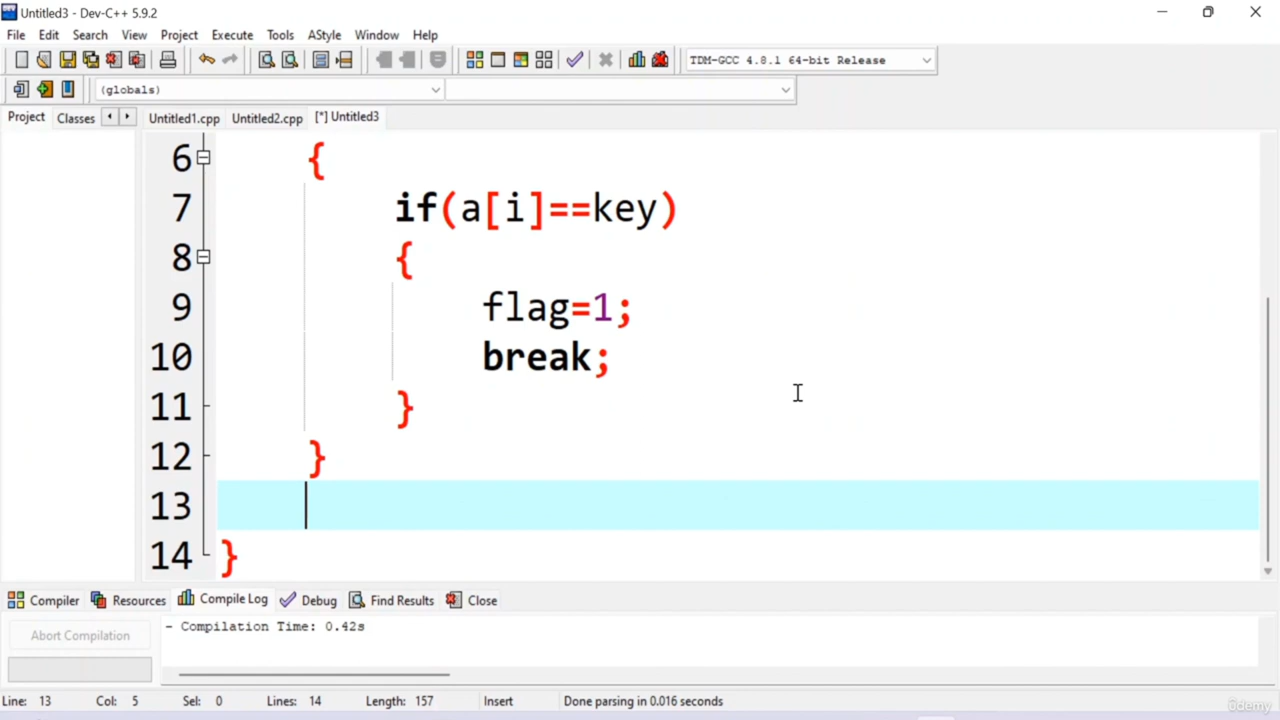 Untitled3 - Dev-C++ 5.9.2
File Edit Search View Project Execute Tools AStyle Window Help
TDM-GCC 4.8.1 64-bit Release
(globals)
Project Classes Untitled1.cpp Untitled2.cpp [*] Untitled3
6 {
7 if(a[i]==key)
8 {
9 flag=1;
10 break;
11 }
12 }
13
14 }
Compiler Resources Compile Log Debug Find Results Close
Abort Compilation
- Compilation Time: 0.42s
Line: 13 Col: 5 Sel: 0 Lines: 14 Length: 157 Insert Done parsing in 0.016 seconds
ûdemy